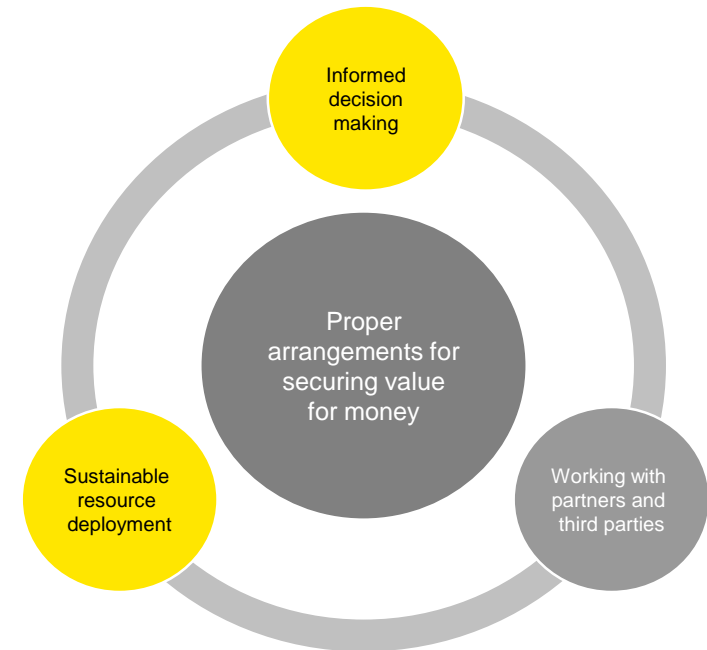 Informed
decision
making
Proper
arrangements for
securing value
for money
Sustainable
resource
deployment
Working with
partners and
third parties